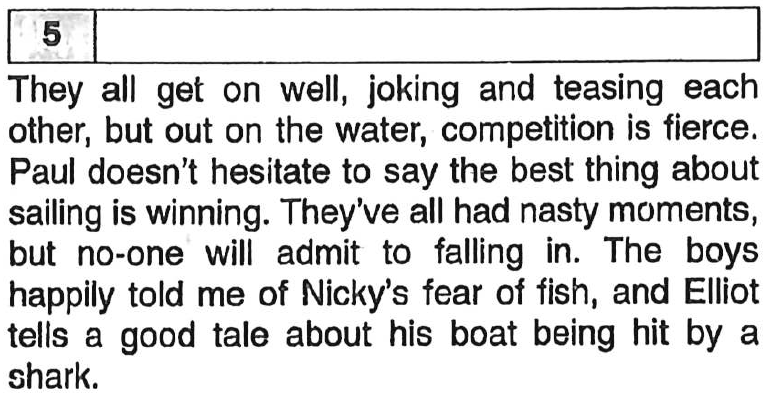 5
They all get on well, joking and teasing each
other, but out on the water, competition is fierce.
Paul doesn't hesitate to say the best thing about
sailing is winning. They've all had nasty moments,
but no-one will admit to falling in. The boys
happily told me of Nicky's fear of fish, and Elliot
tells a good tale about his boat being hit by a
shark.